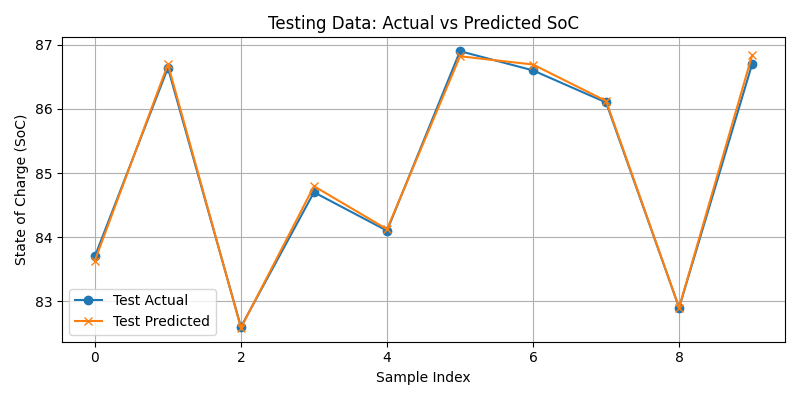 Testing Data: Actual vs Predicted SoC
State of Charge (SoC)
87
86
85
84
83
Test Actual
Test Predicted
0 2 4 6 8
Sample Index